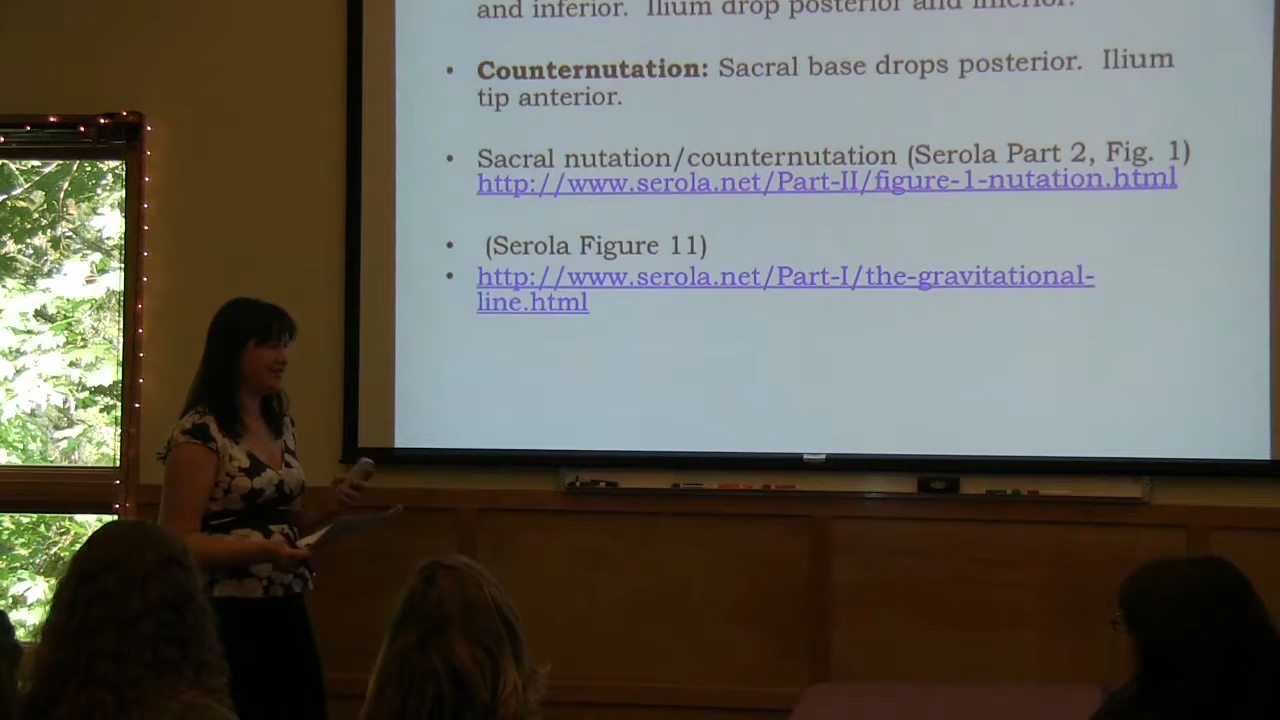 and inferior. Ilium drop posterior and inferior.
• Counternutation: Sacral base drops posterior. Ilium
tip anterior.
• Sacral nutation/counternutation (Serola Part 2, Fig. 1)
http://www.serola.net/Part-II/figure-1-nutation.html
• (Serola Figure 11)
• http://www.serola.net/Part-I/the-gravitational-
line.html